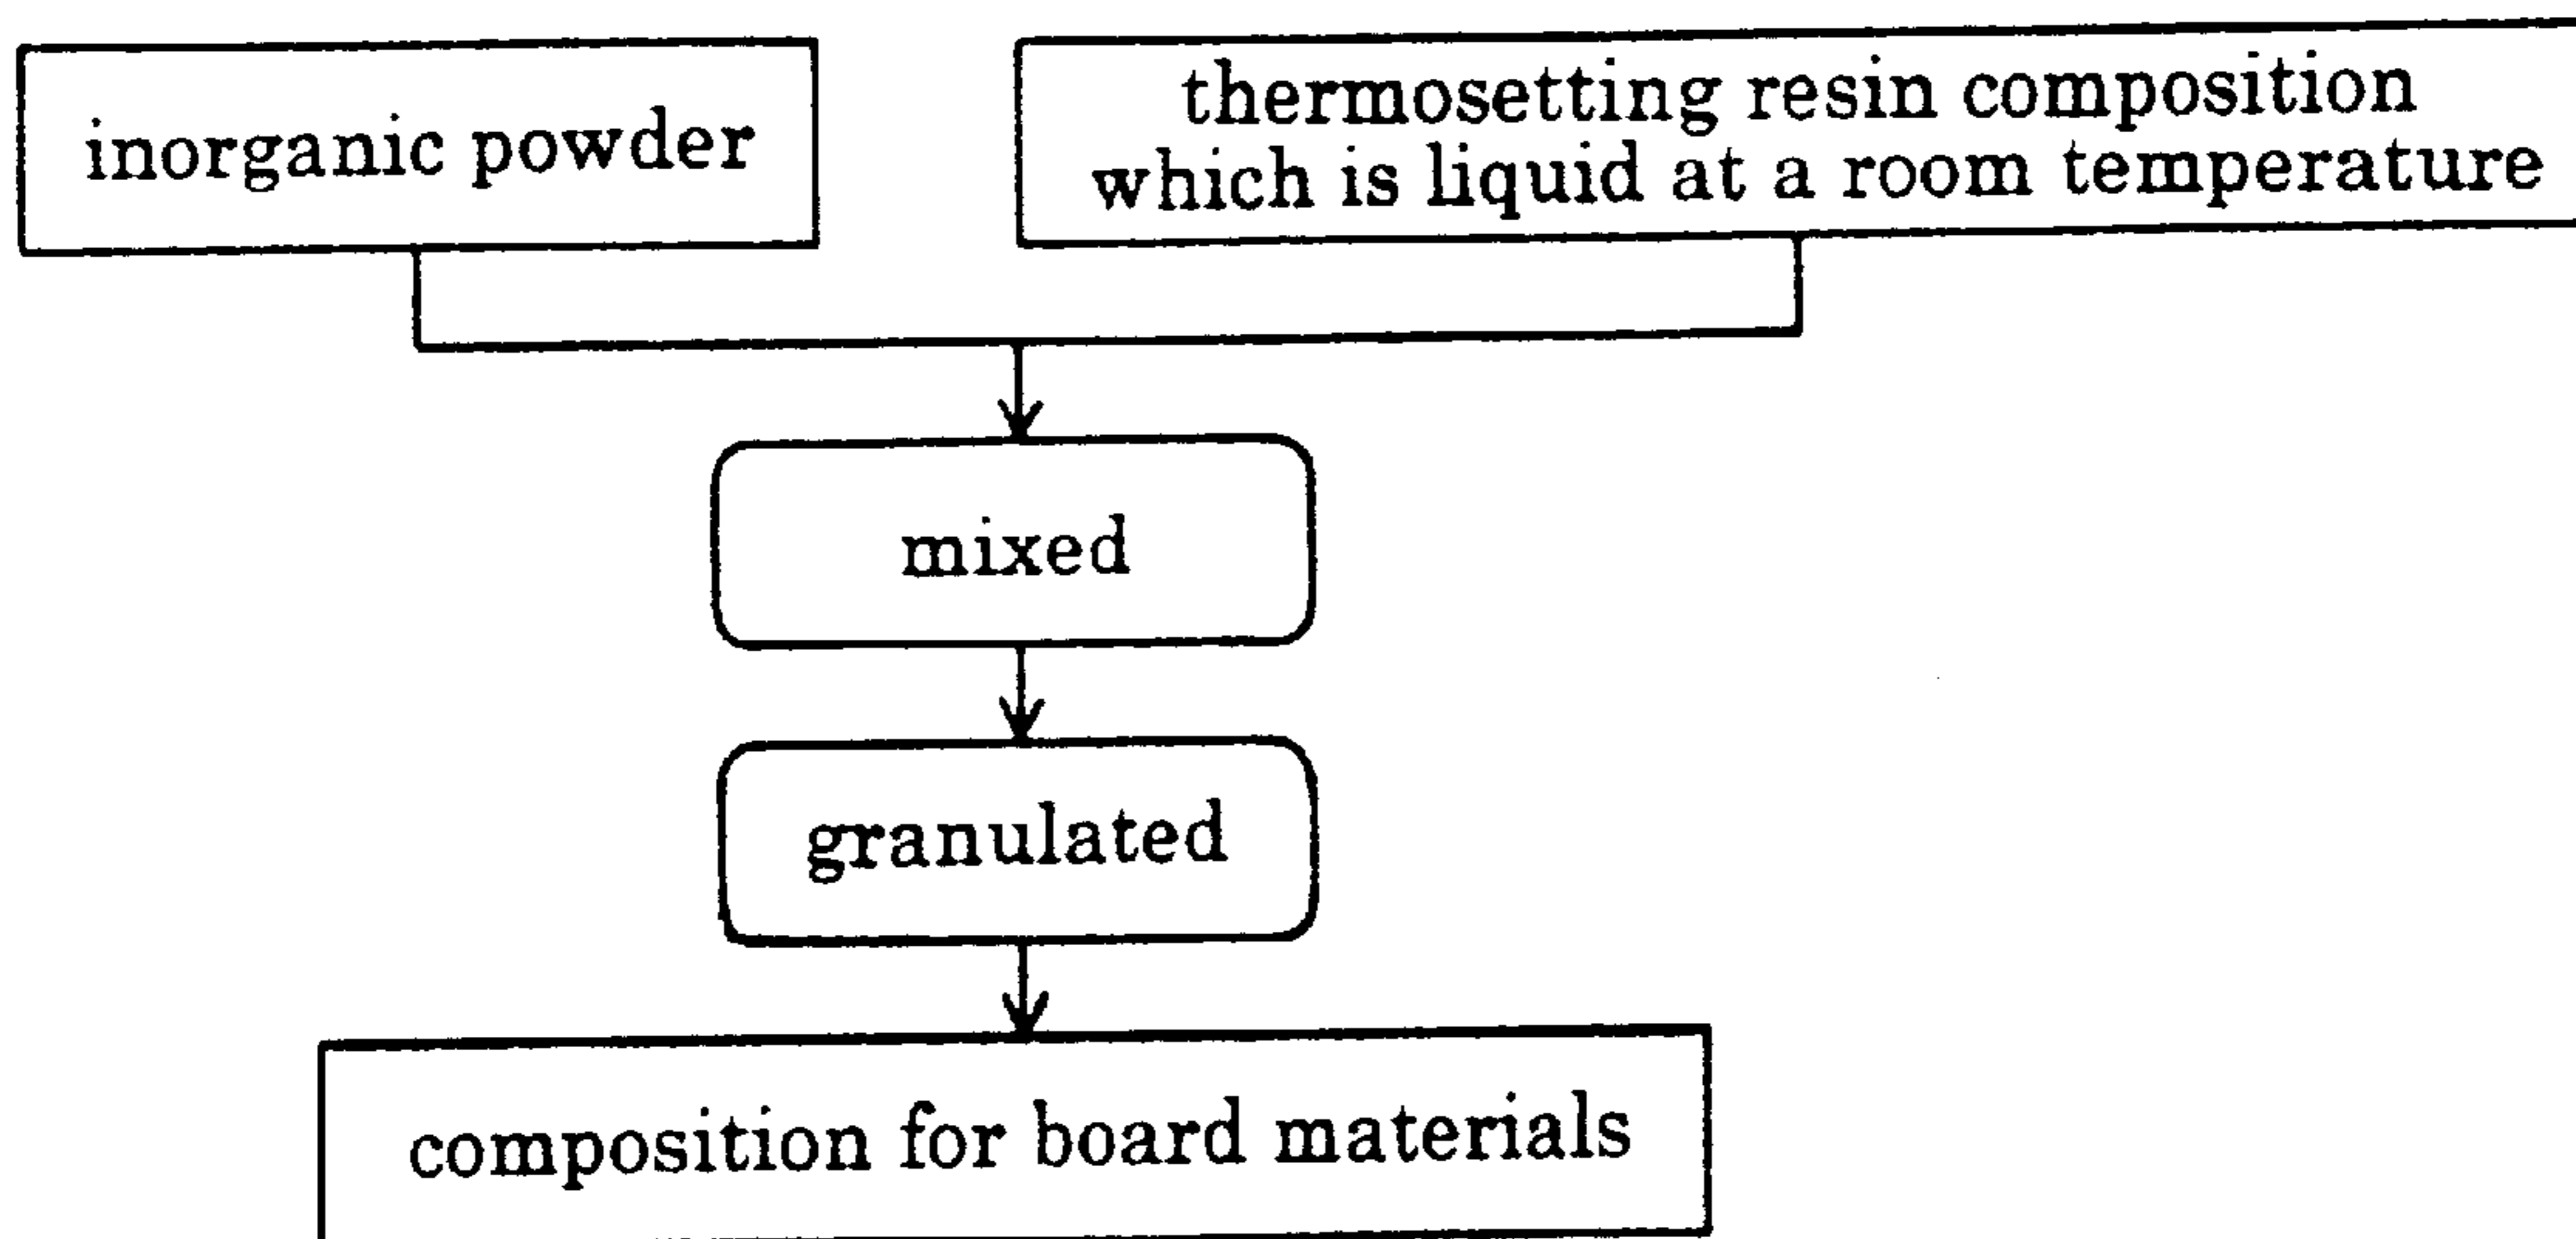 inorganic powder
thermosetting resin composition
which is liquid at a room temperature
mixed
granulated
composition for board materials